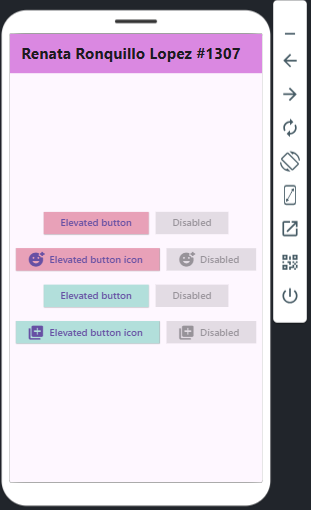 Renata Ronquillo Lopez #1307
Elevated button Disabled
Elevated button icon Disabled
Elevated button Disabled
Elevated button icon Disabled